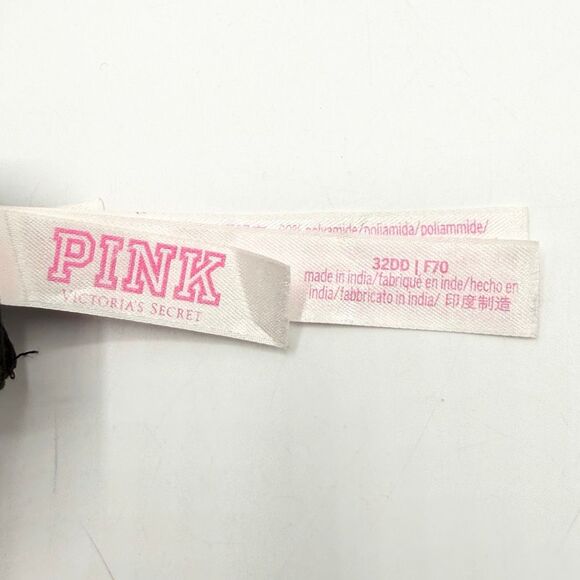 PINK
VICTORIA'S SECRET
polyamide/poliamida/poliammide/
32DD | F70
made in india/fabriqué en inde/hecho en
india/fabbricato in india/ 印度制造